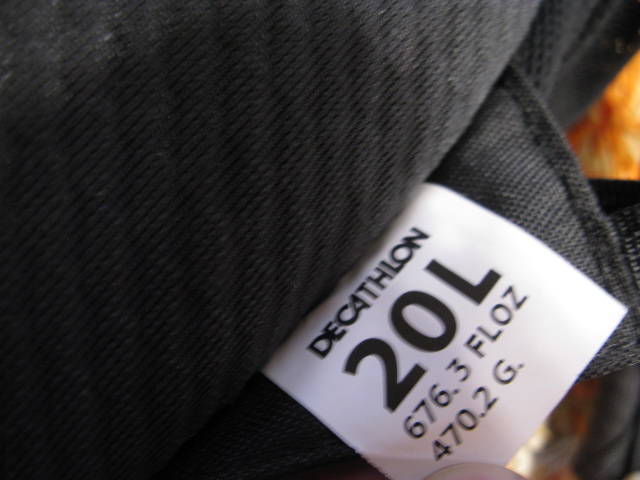 DECATHLON
20L
676.3 FLOZ
470.2 G.